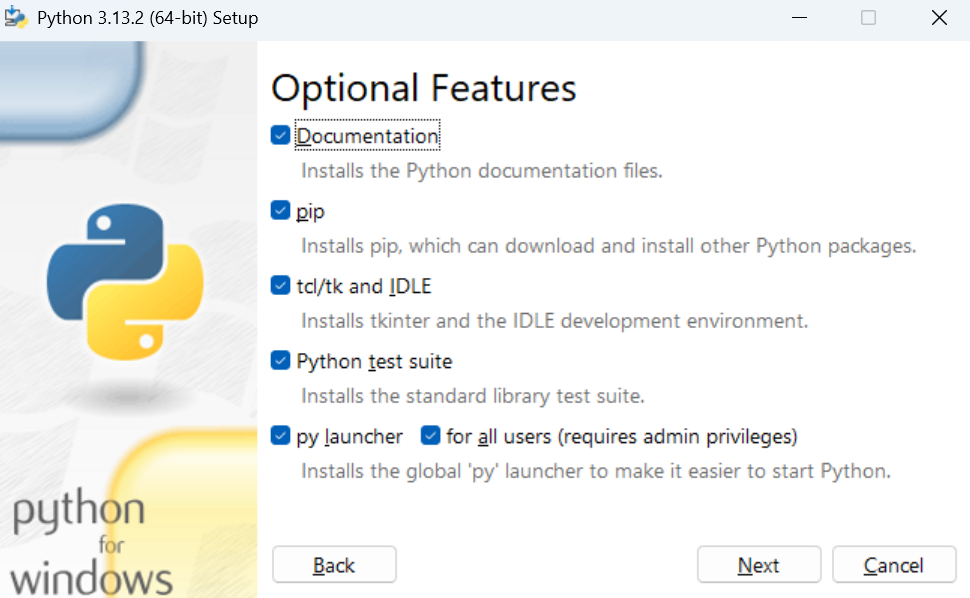 Python 3.13.2 (64-bit) Setup
Optional Features
Documentation
Installs the Python documentation files.
pip
Installs pip, which can download and install other Python packages.
tcl/tk and IDLE
Installs tkinter and the IDLE development environment.
Python test suite
Installs the standard library test suite.
py launcher for all users (requires admin privileges)
Installs the global 'py' launcher to make it easier to start Python.
python
for
windows
Back Next Cancel